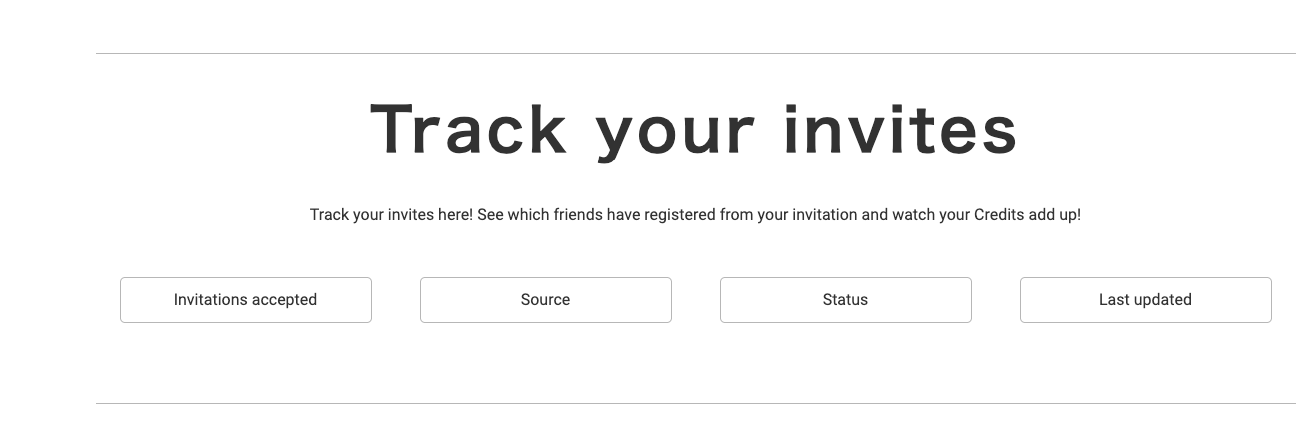 Track your invites
Track your invites here! See which friends have registered from your invitation and watch your Credits add up!
Invitations accepted
Source
Status
Last updated